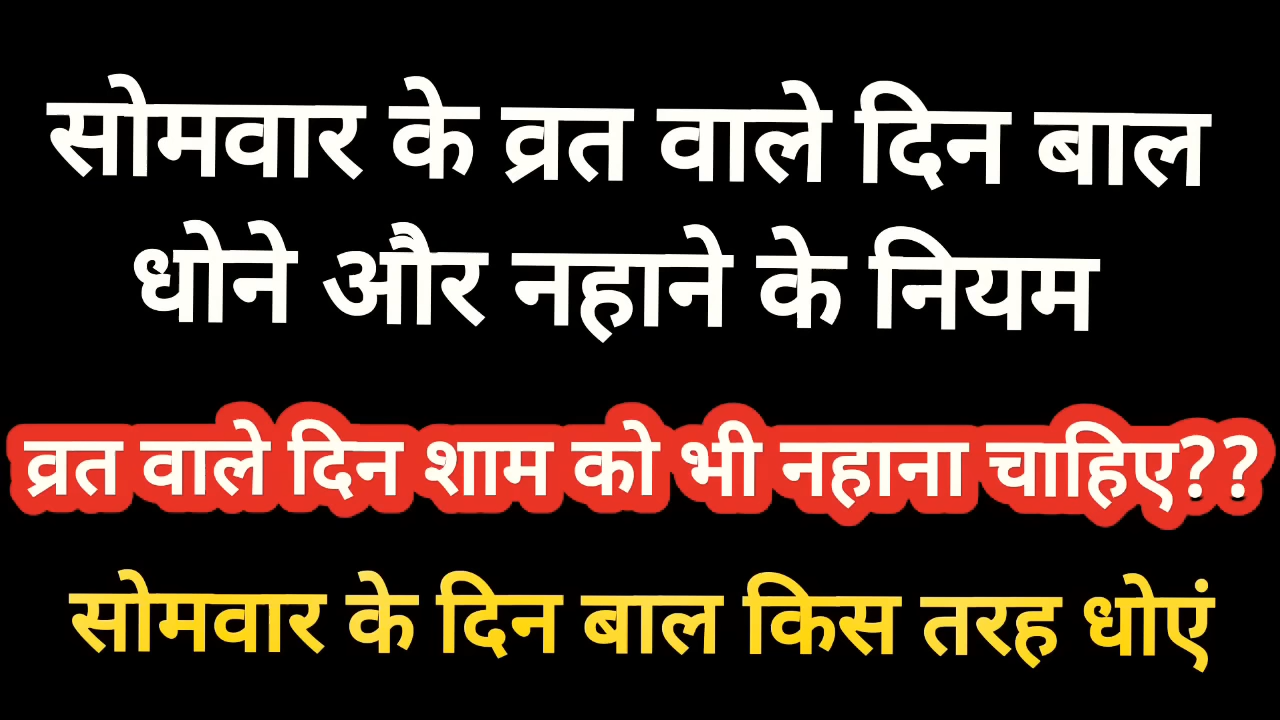 सोमवार के व्रत वाले दिन बाल
धोने और नहाने के नियम
व्रत वाले दिन शाम को भी नहाना चाहिए??
सोमवार के दिन बाल किस तरह धोएं